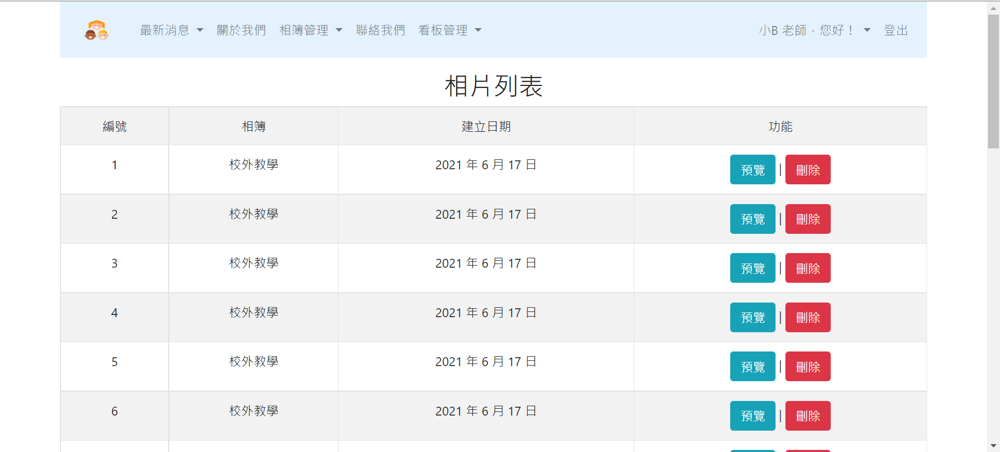 最新消息 關於我們 相簿管理 聯絡我們 看板管理 小B 老師，您好！ 登出
相片列表
編號 相簿 建立日期 功能
1 校外教學 2021 年 6 月 17 日 預覽 | 刪除
2 校外教學 2021 年 6 月 17 日 預覽 | 刪除
3 校外教學 2021 年 6 月 17 日 預覽 | 刪除
4 校外教學 2021 年 6 月 17 日 預覽 | 刪除
5 校外教學 2021 年 6 月 17 日 預覽 | 刪除
6 校外教學 2021 年 6 月 17 日 預覽 | 刪除